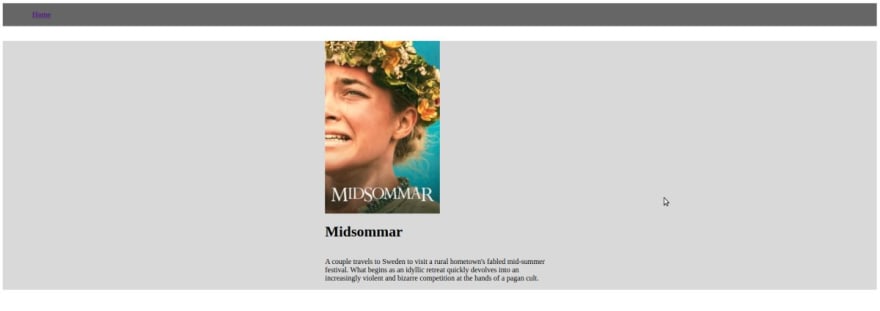 Home
MIDSOMMAR
Midsommar
A couple travels to Sweden to visit a rural hometown's fabled mid-summer
festival. What begins as an idyllic retreat quickly devolves into an
increasingly violent and bizarre competition at the hands of a pagan cult.